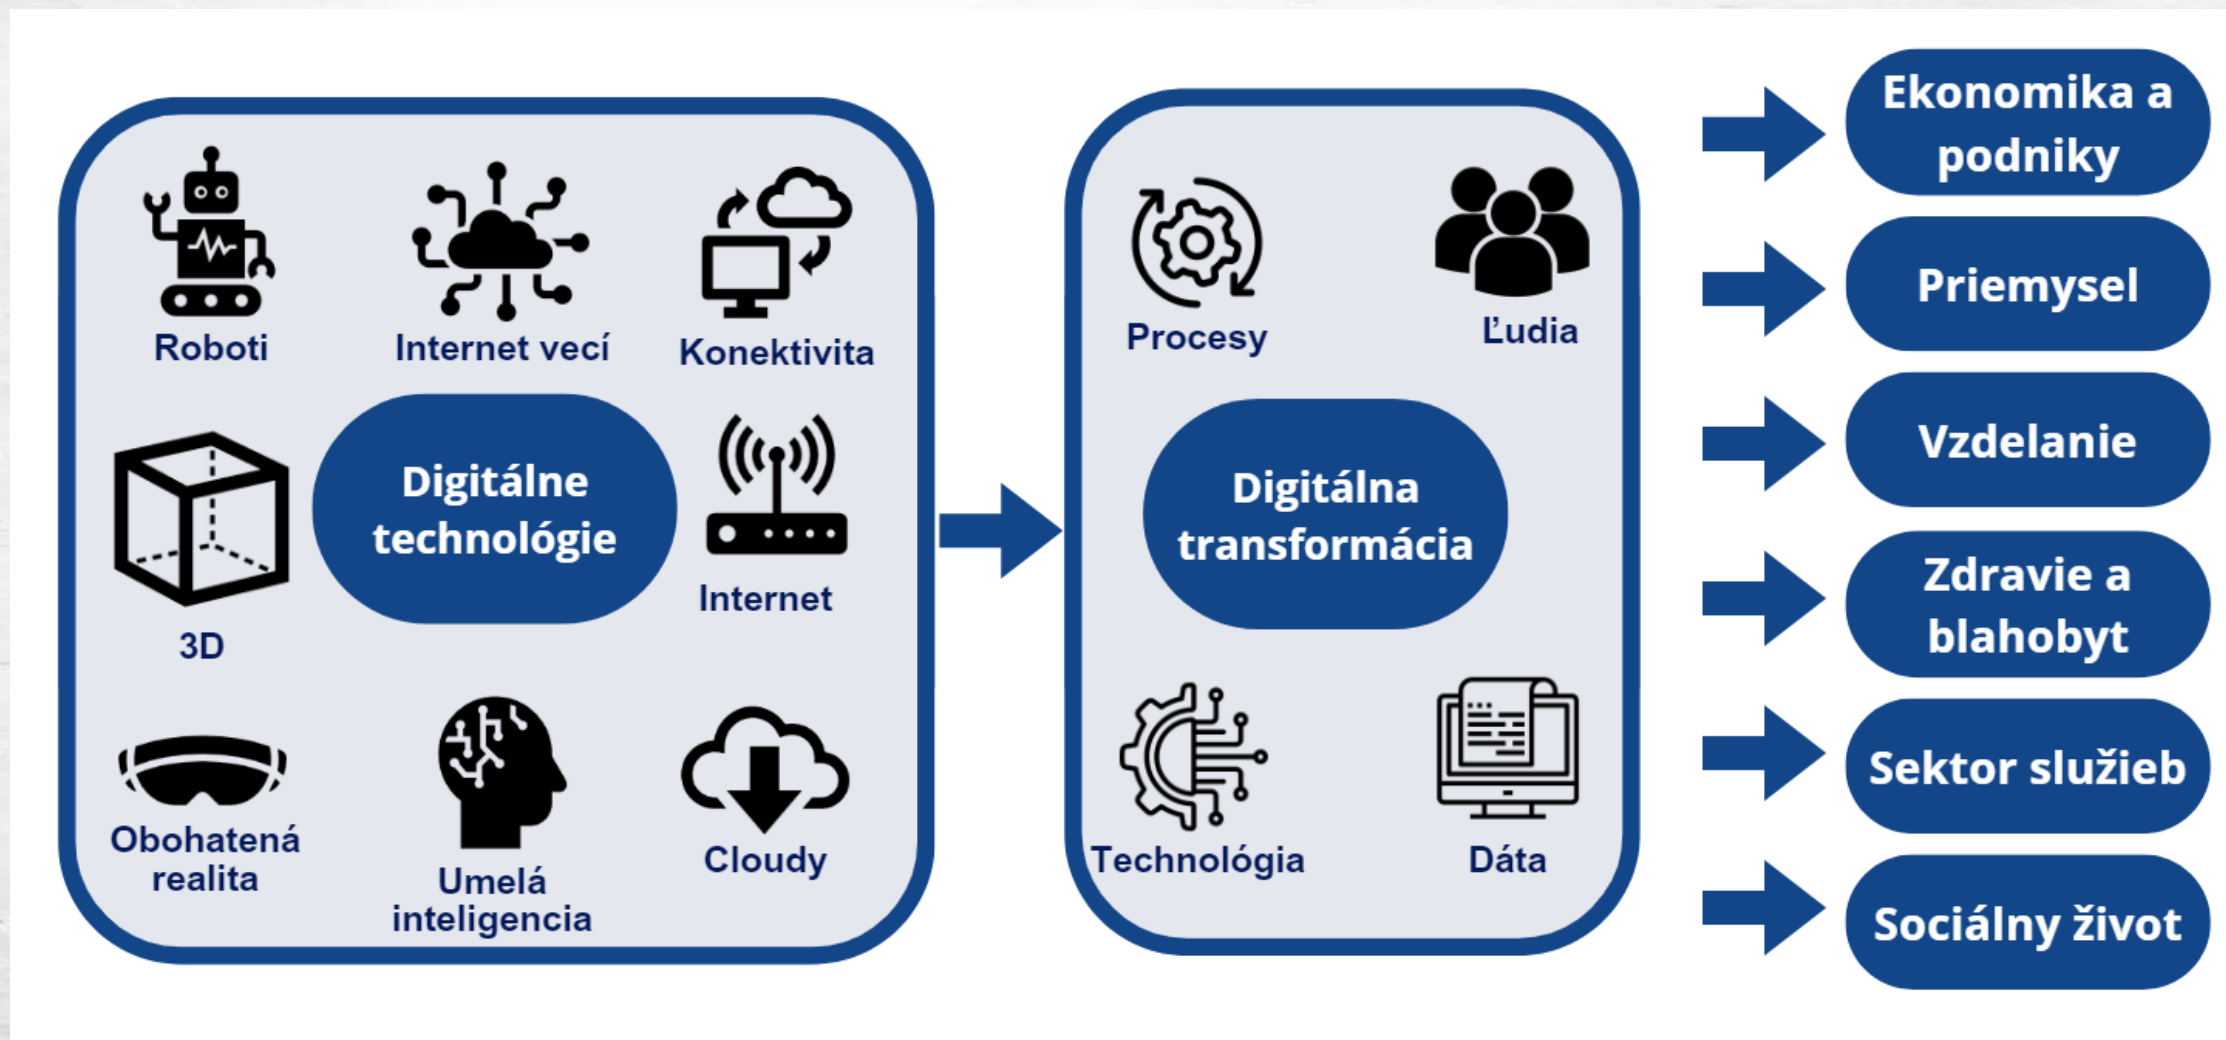 Roboti
Internet vecí
Konektivita
Digitálne
technológie
3D
Internet
Obohatená
realita
Umelá
inteligencia
Cloudy
Procesy
Ľudia
Digitálna
transformácia
Technológia
Dáta
Ekonomika a
podniky
Priemysel
Vzdelanie
Zdravie a
blahobyt
Sektor služieb
Sociálny život